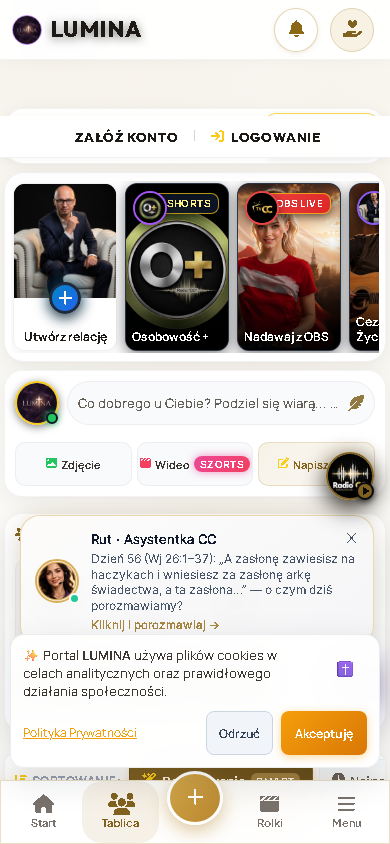 LUMINA
ZAŁÓŻ KONTO
LOGOWANIE
SHORTS
OBS LIVE
Utwórz relację
Osobowość +
Nadawaj z OBS
Co dobrego u Ciebie? Podziel się wiarą... ...
Zdjęcie
Wideo SZORTS
Napisz
Radio
Rut · Asystentka CC
Dzień 56 (Wj 26:1–37): „A zasłonę zawiesisz na
haczykach i wniesiesz za zasłonę arkę
świadectwa, a ta zasłona...” — o czym dziś
porozmawiamy?
Kliknij i porozmawiaj →
✨ Portal LUMINA używa plików cookies w
celach analitycznych oraz prawidłowego
działania społeczności.
Polityka Prywatności
Odrzuć
Akceptuję
SORTOWANIE:
Start
Tablica
Rolki
Menu